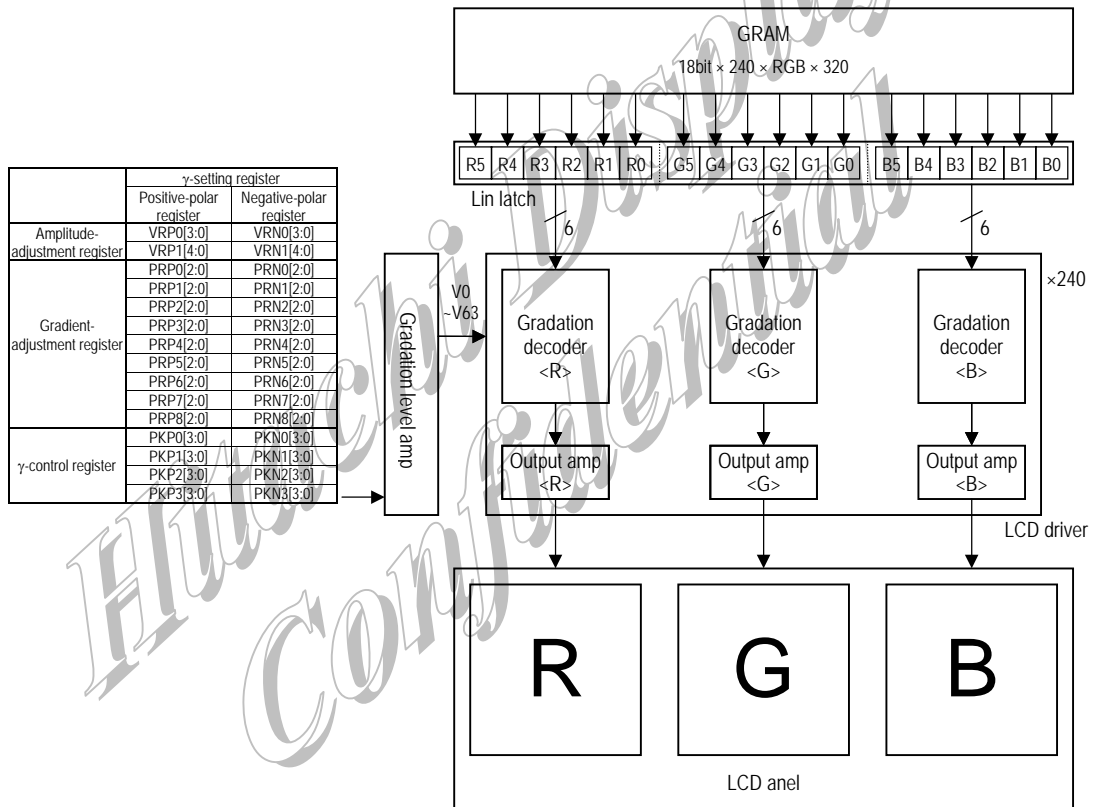 GRAM
18bit × 240 × RGB × 320
R5 R4 R3 R2 R1 R0 G5 G4 G3 G2 G1 G0 B5 B4 B3 B2 B1 B0
Lin latch
6 6 6
γ-setting register
Positive-polar register Negative-polar register
Amplitude-adjustment register
VRP0[3:0] VRN0[3:0]
VRP1[4:0] VRN1[4:0]
Gradient-adjustment register
PRP0[2:0] PRN0[2:0]
PRP1[2:0] PRN1[2:0]
PRP2[2:0] PRN2[2:0]
PRP3[2:0] PRN3[2:0]
PRP4[2:0] PRN4[2:0]
PRP5[2:0] PRN5[2:0]
PRP6[2:0] PRN6[2:0]
PRP7[2:0] PRN7[2:0]
PRP8[2:0] PRN8[2:0]
γ-control register
PKP0[3:0] PKN0[3:0]
PKP1[3:0] PKN1[3:0]
PKP2[3:0] PKN2[3:0]
PKP3[3:0] PKN3[3:0]
Gradation level amp
V0
~V63
×240
Gradation decoder <R>
Gradation decoder <G>
Gradation decoder <B>
Output amp <R>
Output amp <G>
Output amp <B>
LCD driver
R G B
LCD anel
Hitachi Display
Confidential